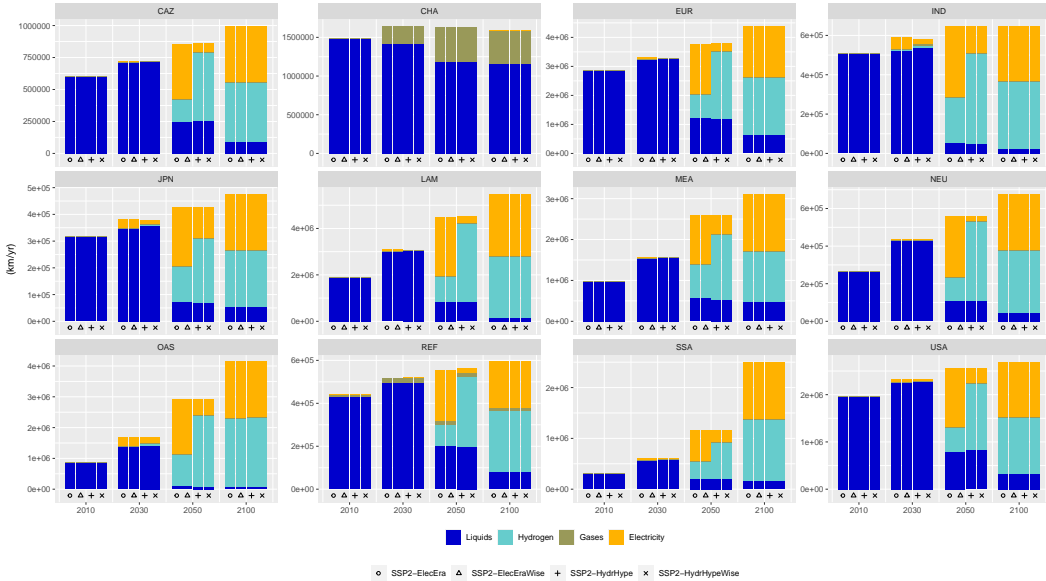 CAZ CHA EUR IND
1000000
750000
500000
250000
0
1500000
1000000
500000
0
4e+06
3e+06
2e+06
1e+06
0e+00
6e+05
4e+05
2e+05
0e+00
JPN LAM MEA NEU
(km/yr)
5e+05
4e+05
3e+05
2e+05
1e+05
0e+00
4e+06
2e+06
0e+00
3e+06
2e+06
1e+06
0e+00
6e+05
4e+05
2e+05
0e+00
OAS REF SSA USA
4e+06
3e+06
2e+06
1e+06
0e+00
6e+05
4e+05
2e+05
0e+00
2e+06
1e+06
0e+00
2e+06
1e+06
0e+00
2010 2030 2050 2100 2010 2030 2050 2100 2010 2030 2050 2100 2010 2030 2050 2100
Liquids Hydrogen Gases Electricity
SSP2−ElecEra SSP2−ElecEraWise SSP2−HydrHype SSP2−HydrHypeWise